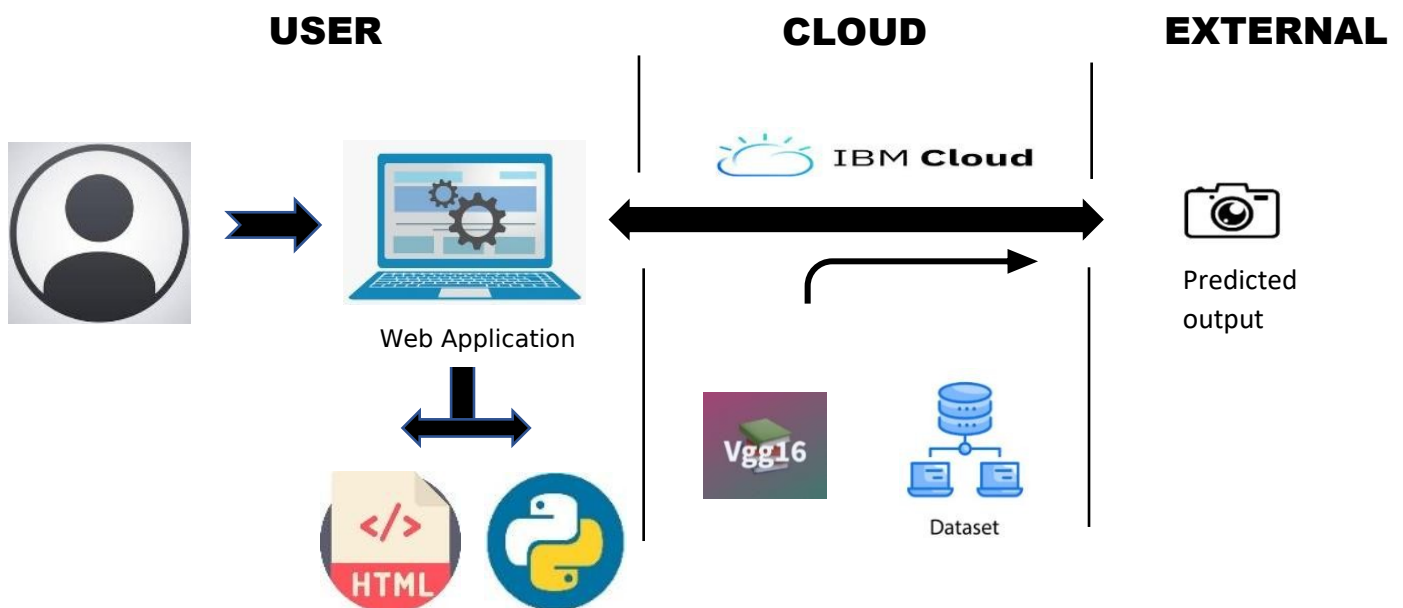 USER
CLOUD
EXTERNAL
IBM Cloud
Web Application
Predicted
output
Vgg16
Dataset
</>
HTML